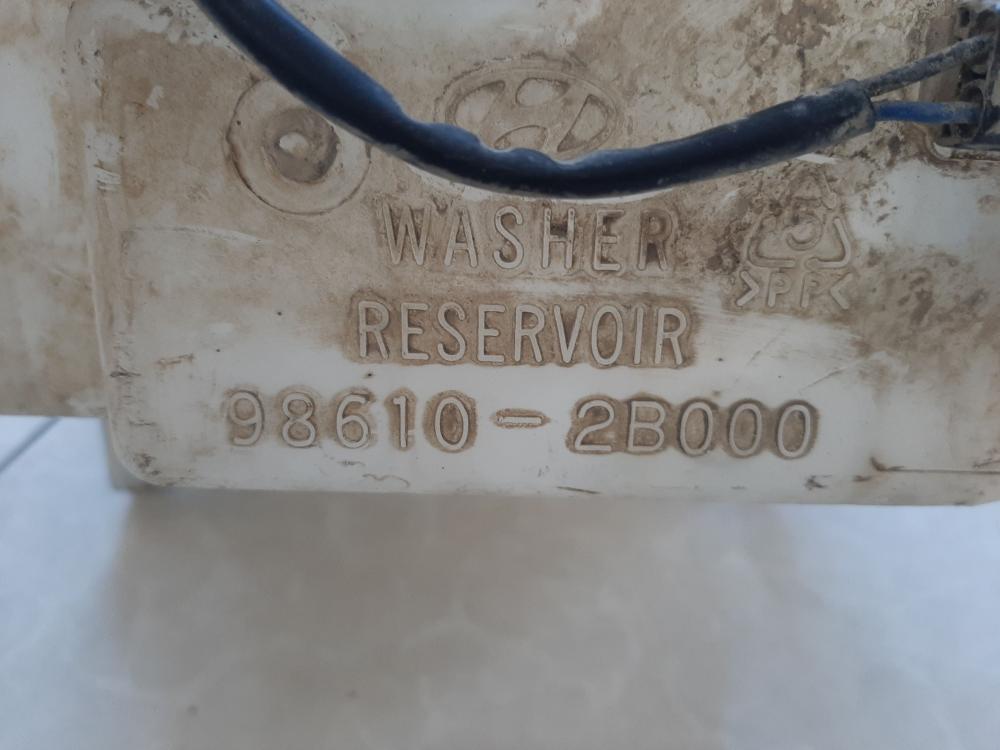 WASHER
>PP<
RESERVOIR
98610-2B000